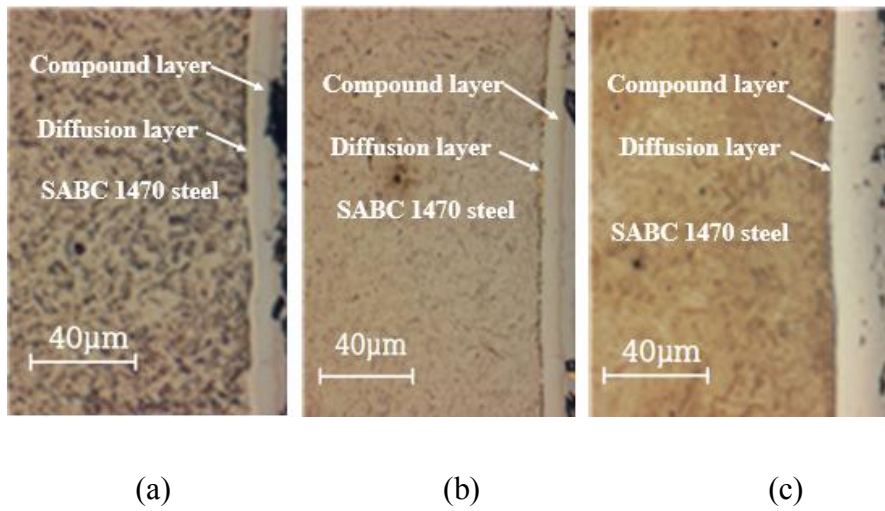 Compound layer
Diffusion layer
SABC 1470 steel
40μm
Compound layer
Diffusion layer
SABC 1470 steel
40μm
Compound layer
Diffusion layer
SABC 1470 steel
40μm
(a)
(b)
(c)